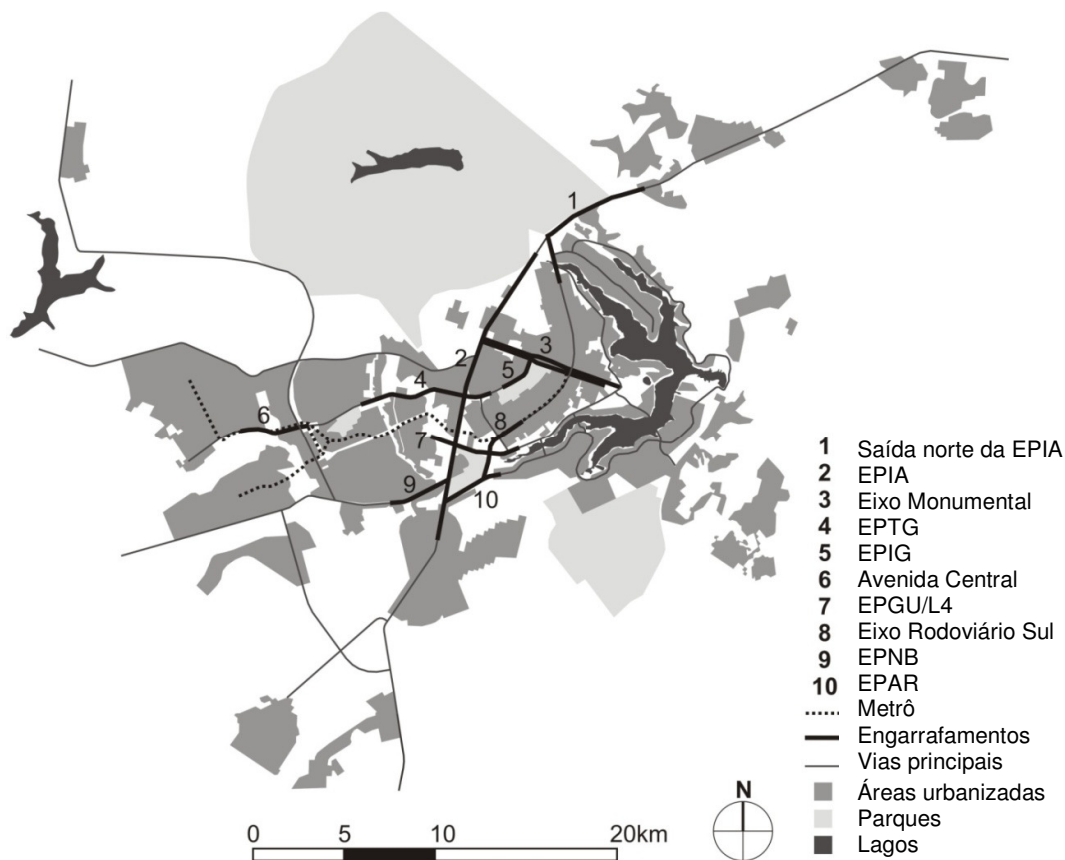 1
2
3
5
4
6
7
8
9
10
1 Saída norte da EPIA
2 EPIA
3 Eixo Monumental
4 EPTG
5 EPIG
6 Avenida Central
7 EPGU/L4
8 Eixo Rodoviário Sul
9 EPNB
10 EPAR
Metrô
Engarrafamentos
Vias principais
Áreas urbanizadas
Parques
Lagos
N
0 5 10 20km